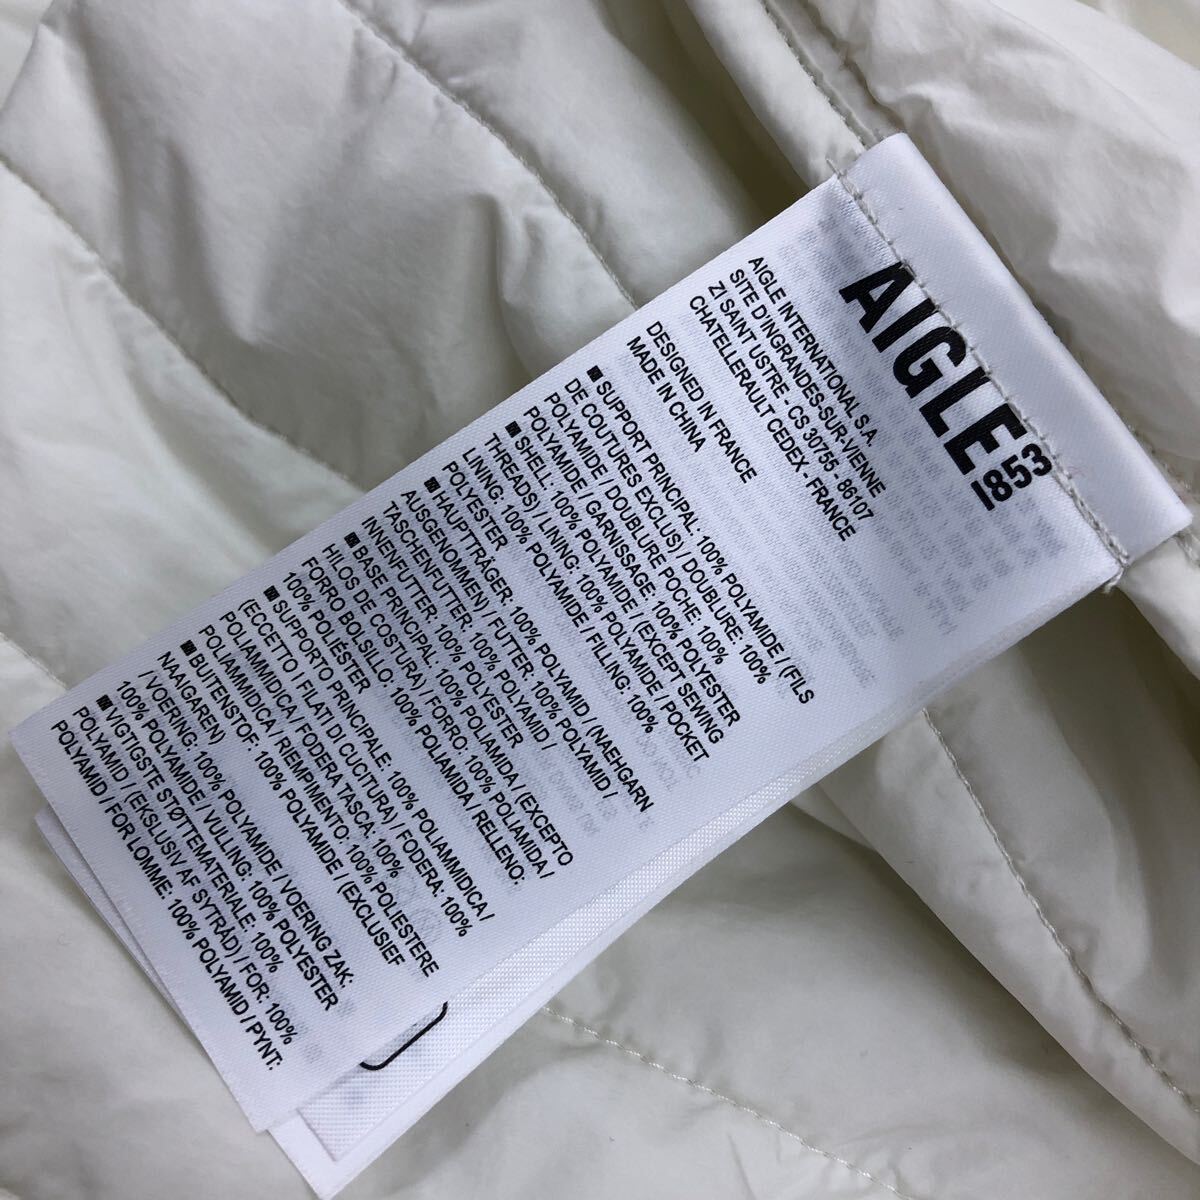 AIGLE
1853
AIGLE INTERNATIONAL S.A.
SITE D'INGRANDES-SUR-VIENNE
ZI SAINT USTRE - CS 30755 - 86107
CHATELLERAULT CEDEX - FRANCE
DESIGNED IN FRANCE
MADE IN CHINA
■ SUPPORT PRINCIPAL: 100% POLYAMIDE / (FILS
DE COUTURES EXCLUS) / DOUBLURE: 100%
POLYAMIDE / DOUBLURE POCHE: 100%
POLYAMIDE / GARNISSAGE: 100% POLYESTER
■ SHELL: 100% POLYAMIDE / (EXCEPT SEWING
THREADS) / LINING: 100% POLYAMIDE / POCKET
LINING: 100% POLYAMIDE / FILLING: 100%
POLYESTER
■ HAUPTTRÄGER: 100% POLYAMID / (NAEHGARN
AUSGENOMMEN) / FUTTER: 100% POLYAMID /
TASCHENFUTTER: 100% POLYAMID /
INNENFUTTER: 100% POLYESTER
■ BASE PRINCIPAL: 100% POLIAMIDA / (EXCEPTO
HILOS DE COSTURA) / FORRO: 100% POLIAMIDA /
FORRO BOLSILLO: 100% POLIAMIDA / RELLENO:
100% POLIÉSTER
■ SUPPORTO PRINCIPALE: 100% POLIAMMIDICA /
(ECCETTO I FILATI DI CUCITURA) / FODERA: 100%
POLIAMMIDICA / FODERA TASCA: 100%
POLIAMMIDICA / RIEMPIMENTO: 100% POLIESTERE
■ BUITENSTOF: 100% POLYAMIDE / (EXCLUSIEF
NAAIGAREN)
/ VOERING: 100% POLYAMIDE / VOERING ZAK:
100% POLYAMIDE / VULLING: 100% POLYESTER
■ VIGTIGSTE STØTTEMATERIALE: 100%
POLYAMID / (EKSLUSIV AF SYTRÅD) / FOR: 100%
POLYAMID / FOR LOMME: 100% POLYAMID / PYNT: